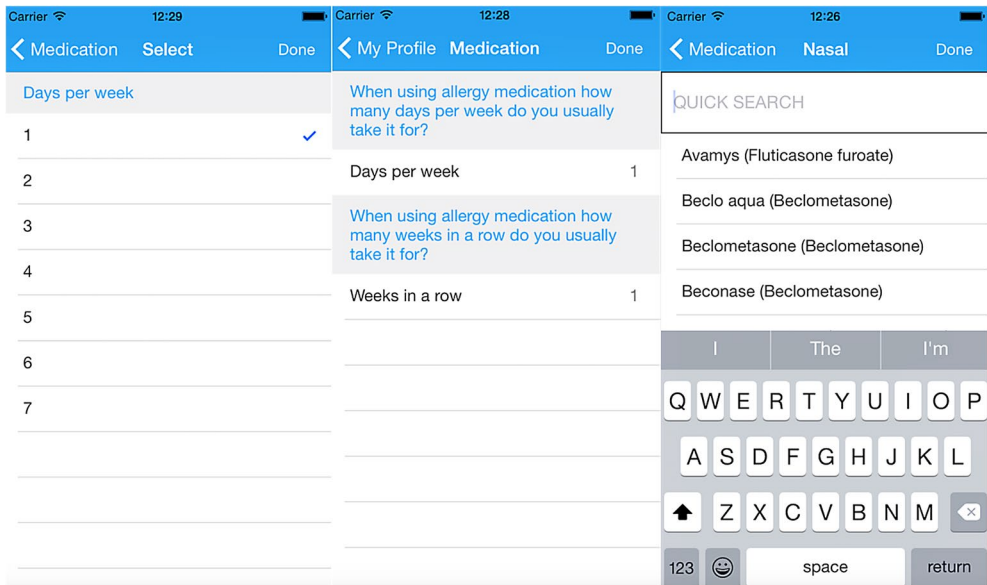 Carrier 12:29
Medication Select Done
Days per week
1
2
3
4
5
6
7
Carrier 12:28
My Profile Medication Done
When using allergy medication how
many days per week do you usually
take it for?
Days per week 1
When using allergy medication how
many weeks in a row do you usually
take it for?
Weeks in a row 1
Carrier 12:26
Medication Nasal Done
QUICK SEARCH
Avamys (Fluticasone furoate)
Beclo aqua (Beclometasone)
Beclometasone (Beclometasone)
Beconase (Beclometasone)
I The I'm
Q W E R T Y U I O P
A S D F G H J K L
Z X C V B N M
123 space return